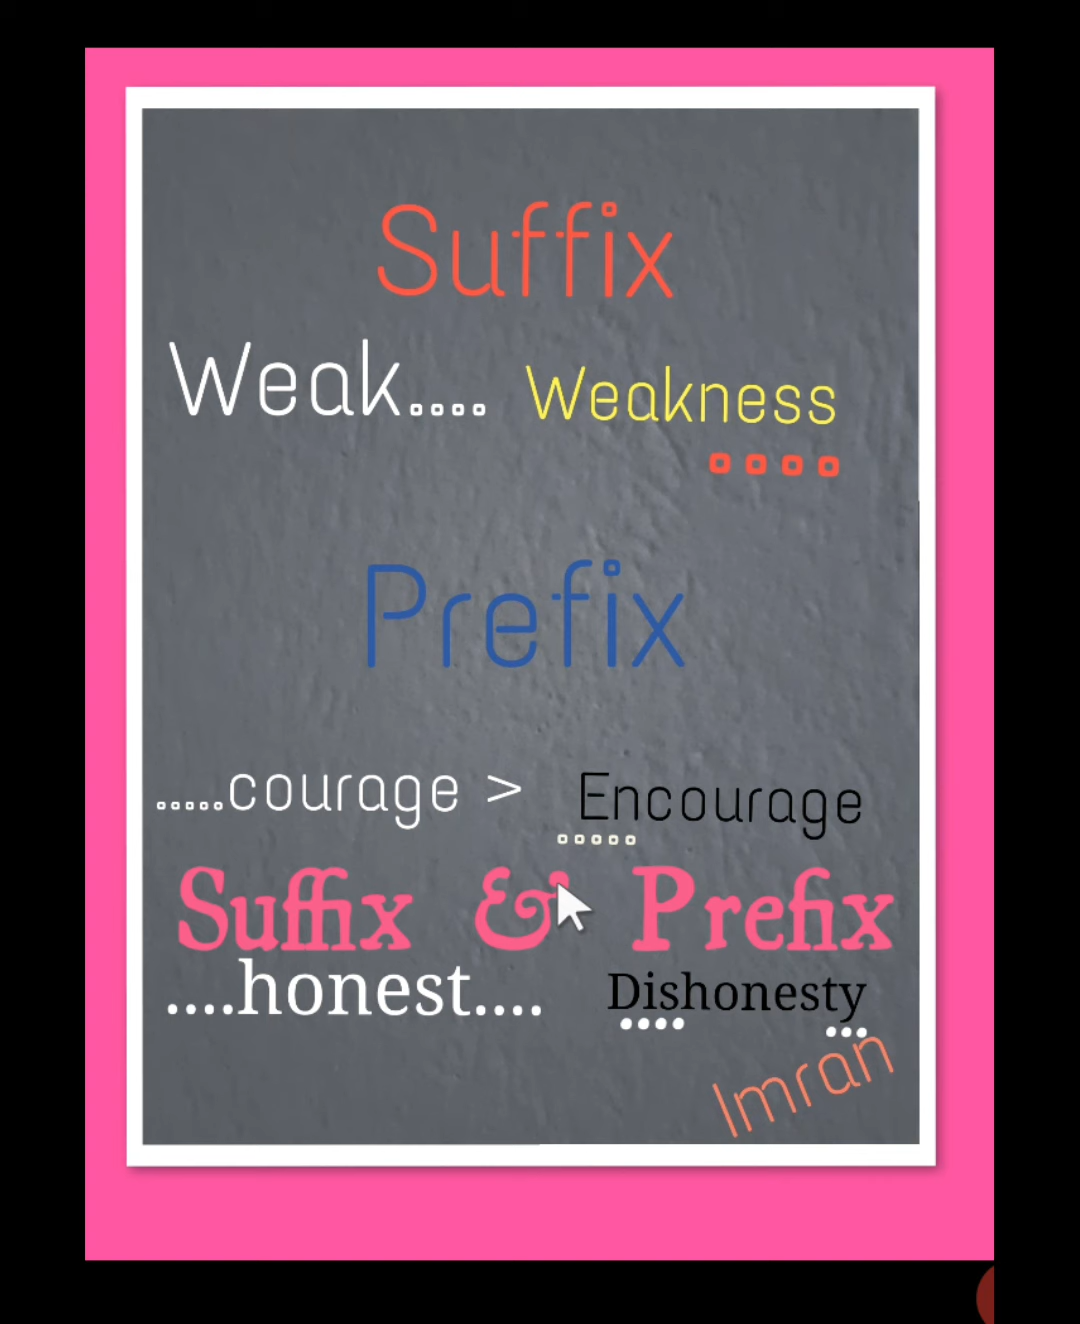 Suffix
Weak.... Weakness
....
Prefix
.....courage > Encourage
.....
Suffix & Prefix
....honest.... Dishonesty
.... ...
Imran